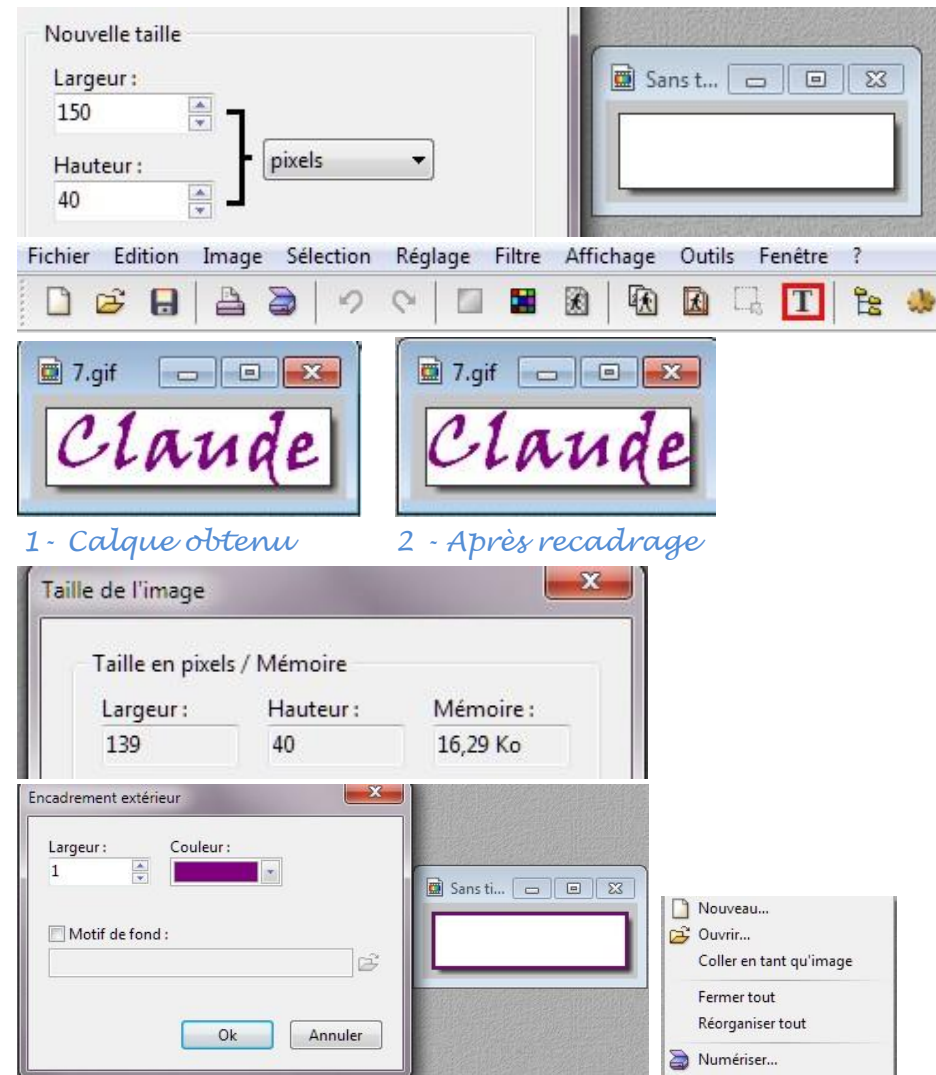 Nouvelle taille
Largeur :
150
pixels
Hauteur :
40
Sans t...
Fichier Edition Image Sélection Réglage Filtre Affichage Outils Fenêtre ?
T
7.gif
Claude
7.gif
Claude
1- Calque obtenu
2 - Après recadrage
Taille de l'image
Taille en pixels / Mémoire
Largeur : Hauteur : Mémoire :
139 40 16,29 Ko
Encadrement extérieur
Largeur : Couleur :
1
Motif de fond :
Ok Annuler
Sans ti...
Nouveau...
Ouvrir...
Coller en tant qu'image
Fermer tout
Réorganiser tout
Numériser...